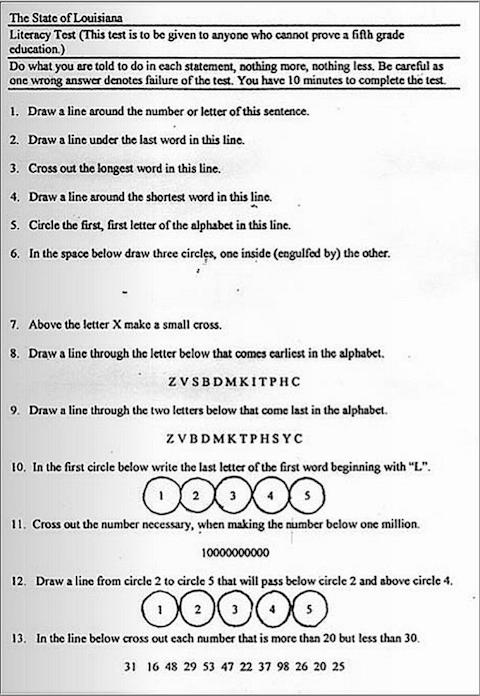 The State of Louisiana
Literacy Test (This test is to be given to anyone who cannot prove a fifth grade
education.)
Do what you are told to do in each statement, nothing more, nothing less. Be careful as
one wrong answer denotes failure of the test. You have 10 minutes to complete the test.
1. Draw a line around the number or letter of this sentence.
2. Draw a line under the last word in this line.
3. Cross out the longest word in this line.
4. Draw a line around the shortest word in this line.
5. Circle the first, first letter of the alphabet in this line.
6. In the space below draw three circles, one inside (engulfed by) the other.
7. Above the letter X make a small cross.
8. Draw a line through the letter below that comes earliest in the alphabet.
Z V S B D M K I T P H C
9. Draw a line through the two letters below that come last in the alphabet.
Z V B D M K T P H S Y C
10. In the first circle below write the last letter of the first word beginning with “L”.
1 2 3 4 5
11. Cross out the number necessary, when making the number below one million.
10000000000
12. Draw a line from circle 2 to circle 5 that will pass below circle 2 and above circle 4.
1 2 3 4 5
13. In the line below cross out each number that is more than 20 but less than 30.
31 16 48 29 53 47 22 37 98 26 20 25